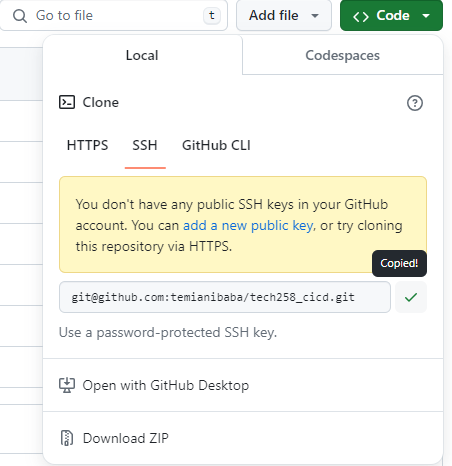 Go to file t Add file Code
Local Codespaces
Clone
HTTPS SSH GitHub CLI
You don't have any public SSH keys in your GitHub
account. You can add a new public key, or try cloning
this repository via HTTPS.
Copied!
git@github.com:temianibaba/tech258_cicd.git
Use a password-protected SSH key.
Open with GitHub Desktop
Download ZIP